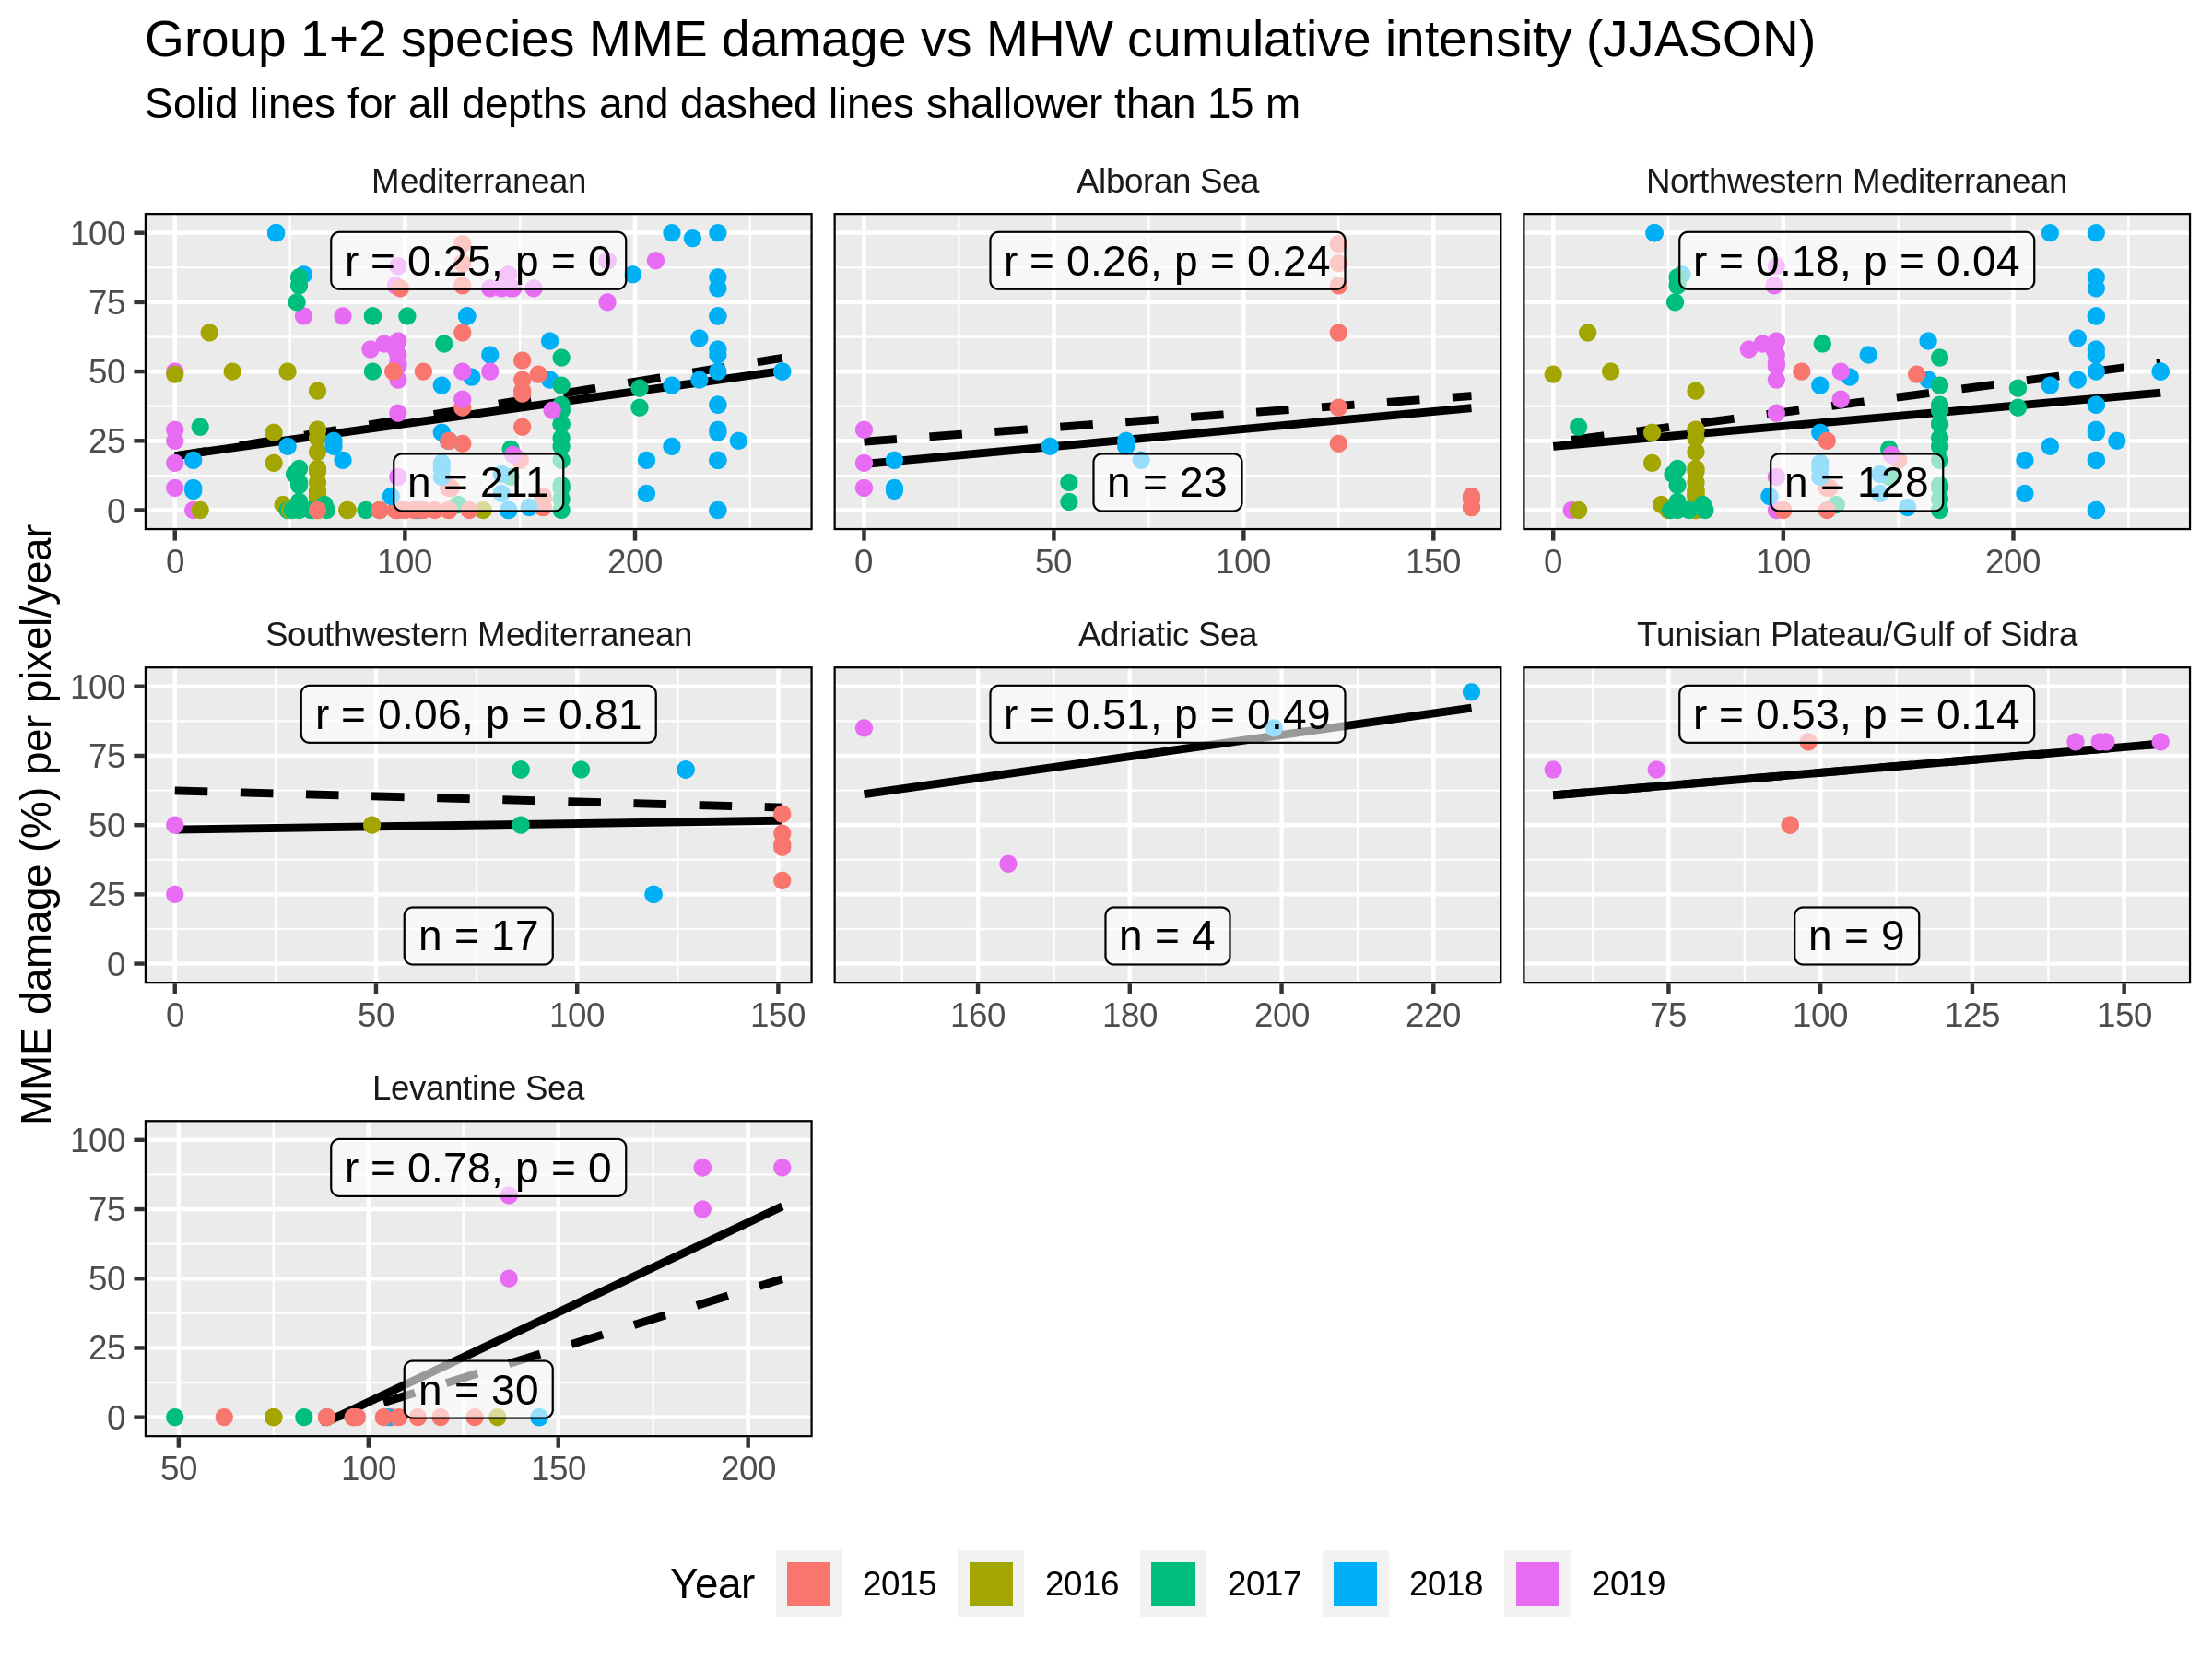 Group 1+2 species MME damage vs MHW cumulative intensity (JJASON)
Solid lines for all depths and dashed lines shallower than 15 m
Mediterranean
Alboran Sea
Northwestern Mediterranean
r = 0.25, p = 0
r = 0.26, p = 0.24
r = 0.18, p = 0.04
n = 211
n = 23
n = 128
100
75
50
25
0
0 100 200
0 50 100 150
0 100 200
MME damage (%) per pixel/year
Southwestern Mediterranean
Adriatic Sea
Tunisian Plateau/Gulf of Sidra
r = 0.06, p = 0.81
r = 0.51, p = 0.49
r = 0.53, p = 0.14
n = 17
n = 4
n = 9
100
75
50
25
0
0 50 100 150
160 180 200 220
75 100 125 150
Levantine Sea
r = 0.78, p = 0
n = 30
100
75
50
25
0
50 100 150 200
Year 2015 2016 2017 2018 2019